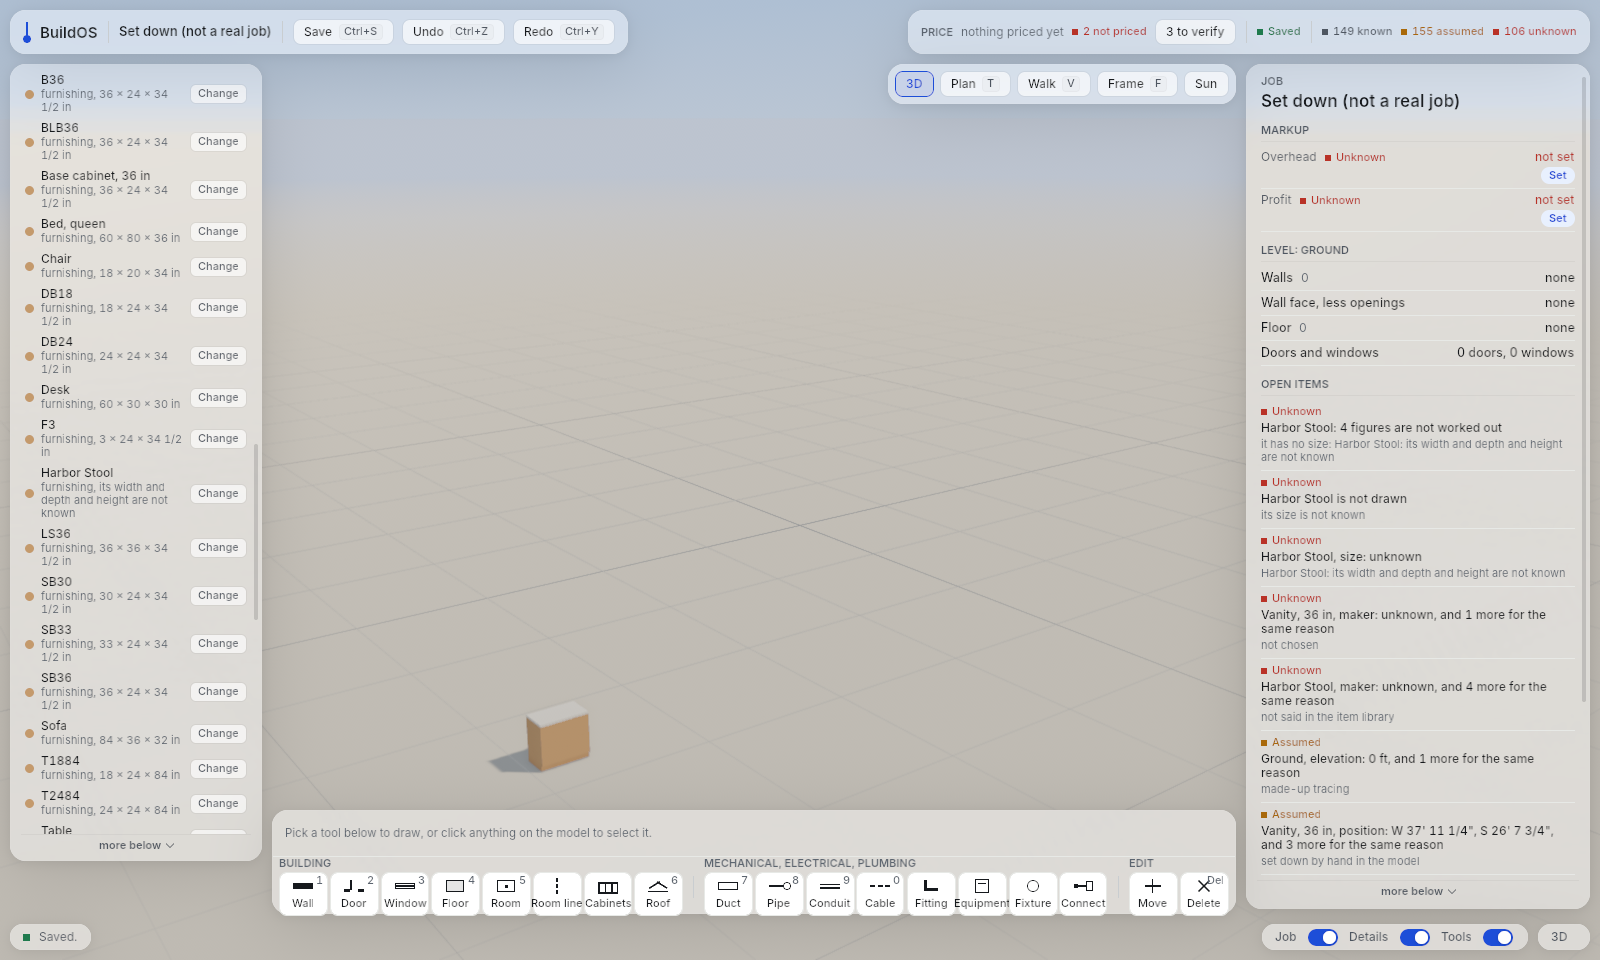 BuildOS
Set down (not a real job)
Save Ctrl+S
Undo Ctrl+Z
Redo Ctrl+Y
PRICE nothing priced yet 2 not priced
3 to verify
Saved
149 known 155 assumed 106 unknown
B36
furnishing, 36 × 24 × 34
1/2 in
Change
BLB36
furnishing, 36 × 24 × 34
1/2 in
Change
Base cabinet, 36 in
furnishing, 36 × 24 × 34
1/2 in
Change
Bed, queen
furnishing, 60 × 80 × 36 in
Change
Chair
furnishing, 18 × 20 × 34 in
Change
DB18
furnishing, 18 × 24 × 34
1/2 in
Change
DB24
furnishing, 24 × 24 × 34
1/2 in
Change
Desk
furnishing, 60 × 30 × 30 in
Change
F3
furnishing, 3 × 24 × 34 1/2
in
Change
Harbor Stool
furnishing, its width and
depth and height are not
known
Change
LS36
furnishing, 36 × 36 × 34
1/2 in
Change
SB30
furnishing, 30 × 24 × 34
1/2 in
Change
SB33
furnishing, 33 × 24 × 34
1/2 in
Change
SB36
furnishing, 36 × 24 × 34
1/2 in
Change
Sofa
furnishing, 84 × 36 × 32 in
Change
T1884
furnishing, 18 × 24 × 84 in
Change
T2484
furnishing, 24 × 24 × 84 in
Change
Table
more below
Saved.
3D
Plan T
Walk V
Frame F
Sun
Pick a tool below to draw, or click anything on the model to select it.
BUILDING
Wall 1
Door 2
Window 3
Floor 4
Room 5
Room line
Cabinets
Roof 6
MECHANICAL, ELECTRICAL, PLUMBING
Duct 7
Pipe 8
Conduit 9
Cable 0
Fitting
Equipment
Fixture
Connect
EDIT
Move
Delete Del
JOB
Set down (not a real job)
MARKUP
Overhead Unknown not set
Set
Profit Unknown not set
Set
LEVEL: GROUND
Walls 0 none
Wall face, less openings none
Floor 0 none
Doors and windows 0 doors, 0 windows
OPEN ITEMS
Unknown
Harbor Stool: 4 figures are not worked out
it has no size: Harbor Stool: its width and depth and height
are not known
Unknown
Harbor Stool is not drawn
its size is not known
Unknown
Harbor Stool, size: unknown
Harbor Stool: its width and depth and height are not known
Unknown
Vanity, 36 in, maker: unknown, and 1 more for the
same reason
not chosen
Unknown
Harbor Stool, maker: unknown, and 4 more for the
same reason
not said in the item library
Assumed
Ground, elevation: 0 ft, and 1 more for the same
reason
made-up tracing
Assumed
Vanity, 36 in, position: W 37' 11 1/4", S 26' 7 3/4",
and 3 more for the same reason
set down by hand in the model
more below
Job
Details
Tools
3D